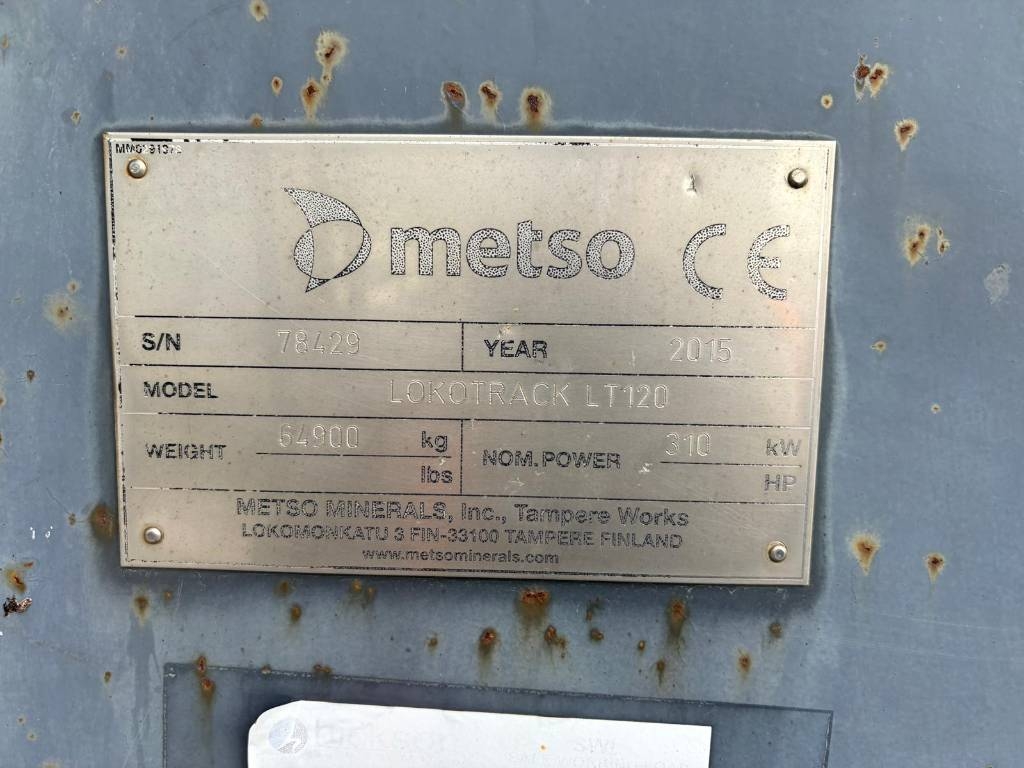 metso CE
S/N 78429 YEAR 2015
MODEL LOKOTRACK LT120
WEIGHT 64900 kg
lbs
NOM. POWER 310 kW
HP
METSO MINERALS, Inc., Tampere Works
LOKOMONKATU 3 FIN-33100 TAMPERE FINLAND
www.metsominerals.com